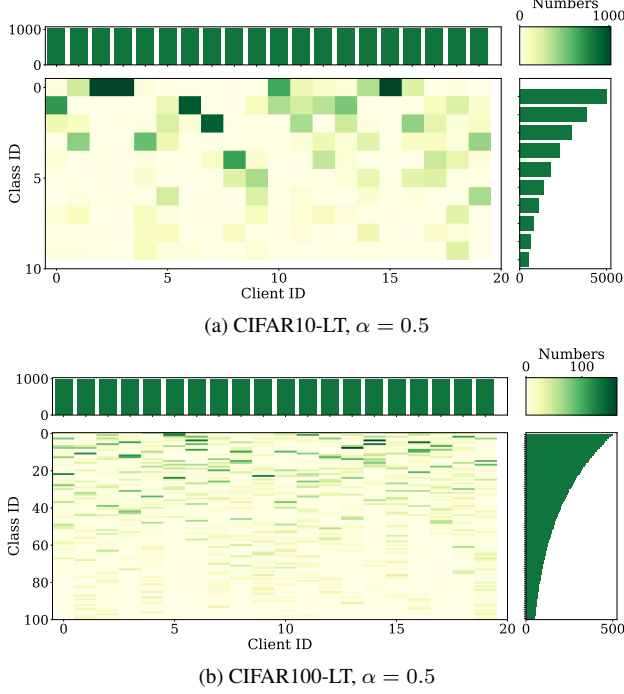 Numbers
0 1000
1000
0
0
5
10
Class ID
0 5 10 15 20
Client ID
0 5000
(a) CIFAR10-LT, α = 0.5
Numbers
0 100
1000
0
0
20
40
60
80
100
Class ID
0 5 10 15 20
Client ID
0 500
(b) CIFAR100-LT, α = 0.5